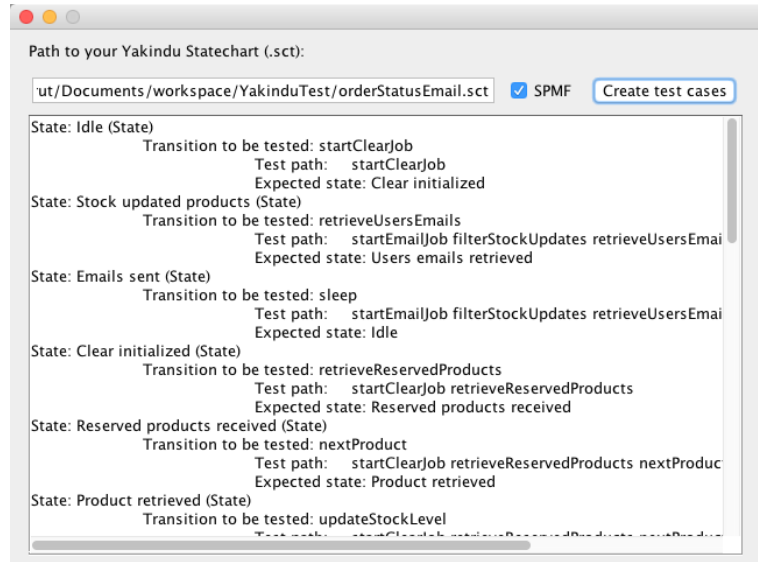 Path to your Yakindu Statechart (.sct):
ut/Documents/workspace/YakinduTest/orderStatusEmail.sct SPMF Create test cases
State: Idle (State)
Transition to be tested: startClearJob
Test path: startClearJob
Expected state: Clear initialized
State: Stock updated products (State)
Transition to be tested: retrieveUsersEmails
Test path: startEmailJob filterStockUpdates retrieveUsersEmai
Expected state: Users emails retrieved
State: Emails sent (State)
Transition to be tested: sleep
Test path: startEmailJob filterStockUpdates retrieveUsersEmai
Expected state: Idle
State: Clear initialized (State)
Transition to be tested: retrieveReservedProducts
Test path: startClearJob retrieveReservedProducts
Expected state: Reserved products received
State: Reserved products received (State)
Transition to be tested: nextProduct
Test path: startClearJob retrieveReservedProducts nextProduc
Expected state: Product retrieved
State: Product retrieved (State)
Transition to be tested: updateStockLevel